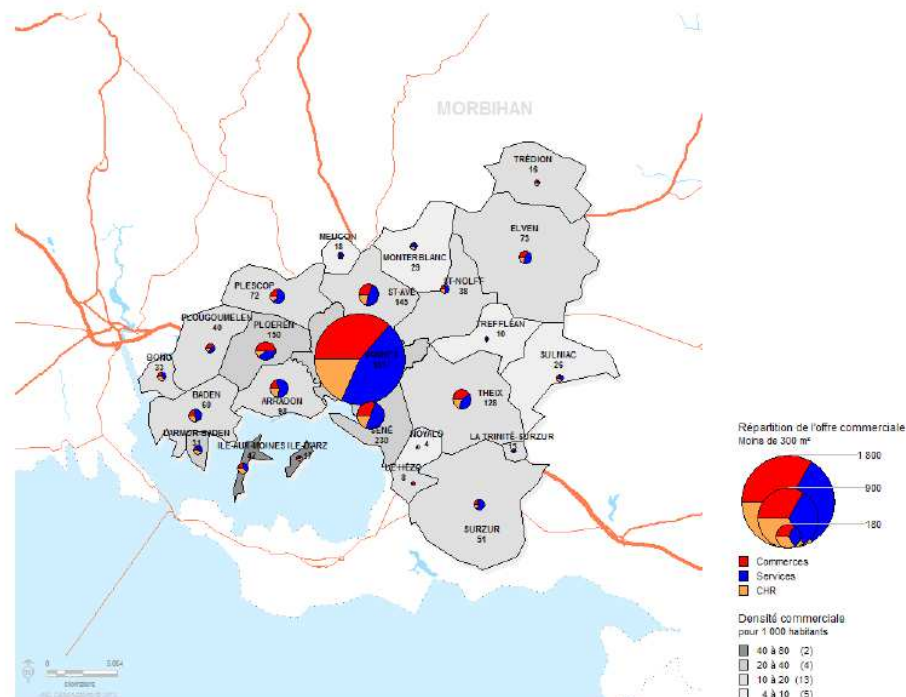 MORBIHAN
TRÉDION
16
ELVEN
73
MEUCON
18
MONTERBLANC
29
ST-NOLFF
38
ST-AVÉ
145
PLESCOP
72
PLOUGOUMELEN
40
PLOEREN
150
TREFFLÉAN
10
SULNIAC
26
BONO
33
BADEN
60
ARRADON
THEIX
128
LARMOR-BADEN
ILE-AUX-MOINES
ILE-D'ARZ
SÉNÉ
230
NOYALO
4
LA TRINITÉ-SURZUR
LE HÉZO
8
SURZUR
51
Répartition de l'offre commerciale
Moins de 300 m²
1 800
900
180
Commerces
Services
CHR
Densité commerciale
pour 1 000 habitants
40 à 80 (2)
20 à 40 (4)
10 à 20 (13)
4 à 10 (5)